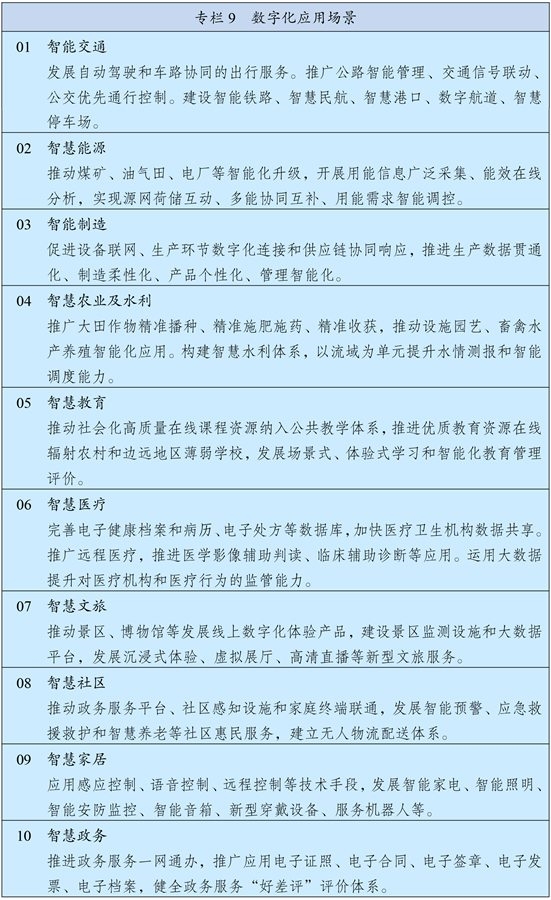 专栏 9　数字化应用场景
01　智能交通
发展自动驾驶和车路协同的出行服务。推广公路智能管理、交通信号联动、
公交优先通行控制。建设智能铁路、智慧民航、智慧港口、数字航道、智慧
停车场。
02　智慧能源
推动煤矿、油气田、电厂等智能化升级，开展用能信息广泛采集、能效在线
分析，实现源网荷储互动、多能协同互补、用能需求智能调控。
03　智能制造
促进设备联网、生产环节数字化连接和供应链协同响应，推进生产数据贯通
化、制造柔性化、产品个性化、管理智能化。
04　智慧农业及水利
推广大田作物精准播种、精准施肥施药、精准收获，推动设施园艺、畜禽水
产养殖智能化应用。构建智慧水利体系，以流域为单元提升水情测报和智能
调度能力。
05　智慧教育
推动社会化高质量在线课程资源纳入公共教学体系，推进优质教育资源在线
辐射农村和边远地区薄弱学校，发展场景式、体验式学习和智能化教育管理
评价。
06　智慧医疗
完善电子健康档案和病历、电子处方等数据库，加快医疗卫生机构数据共享。
推广远程医疗，推进医学影像辅助判读、临床辅助诊断等应用。运用大数据
提升对医疗机构和医疗行为的监管能力。
07　智慧文旅
推动景区、博物馆等发展线上数字化体验产品，建设景区监测设施和大数据
平台，发展沉浸式体验、虚拟展厅、高清直播等新型文旅服务。
08　智慧社区
推动政务服务平台、社区感知设施和家庭终端联通，发展智能预警、应急救
援救护和智慧养老等社区惠民服务，建立无人物流配送体系。
09　智慧家居
应用感应控制、语音控制、远程控制等技术手段，发展智能家电、智能照明、
智能安防监控、智能音箱、新型穿戴设备、服务机器人等。
10　智慧政务
推进政务服务一网通办，推广应用电子证照、电子合同、电子签章、电子发
票、电子档案，健全政务服务“好差评”评价体系。